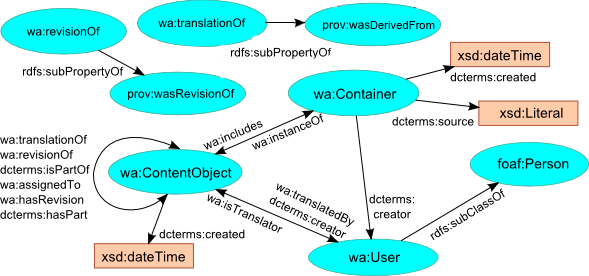 wa:revisionOf
wa:translationOf
prov:wasDerivedFrom
rdfs:subPropertyOf
rdfs:subPropertyOf
prov:wasRevisionOf
xsd:dateTime
dcterms:created
wa:Container
dcterms:source
xsd:Literal
wa:includes
wa:instanceOf
wa:translationOf
wa:revisionOf
dcterms:isPartOf
wa:assignedTo
wa:hasRevision
dcterms:hasPart
wa:ContentObject
foaf:Person
wa:translatedBy
dcterms:creator
wa:isTranslator
dcterms:
creator
rdfs:subClassOf
dcterms:created
xsd:dateTime
wa:User